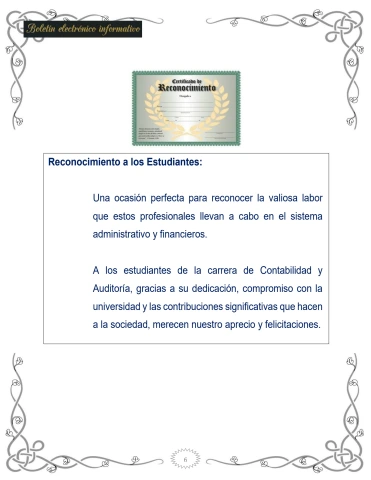 Boletín electrónico informativo
Certificado de
Reconocimiento
Reconocimiento a los Estudiantes:
Una ocasión perfecta para reconocer la valiosa labor
que estos profesionales llevan a cabo en el sistema
administrativo y financieros.
A los estudiantes de la carrera de Contabilidad y
Auditoría, gracias a su dedicación, compromiso con la
universidad y las contribuciones significativas que hacen
a la sociedad, merecen nuestro aprecio y felicitaciones.
6